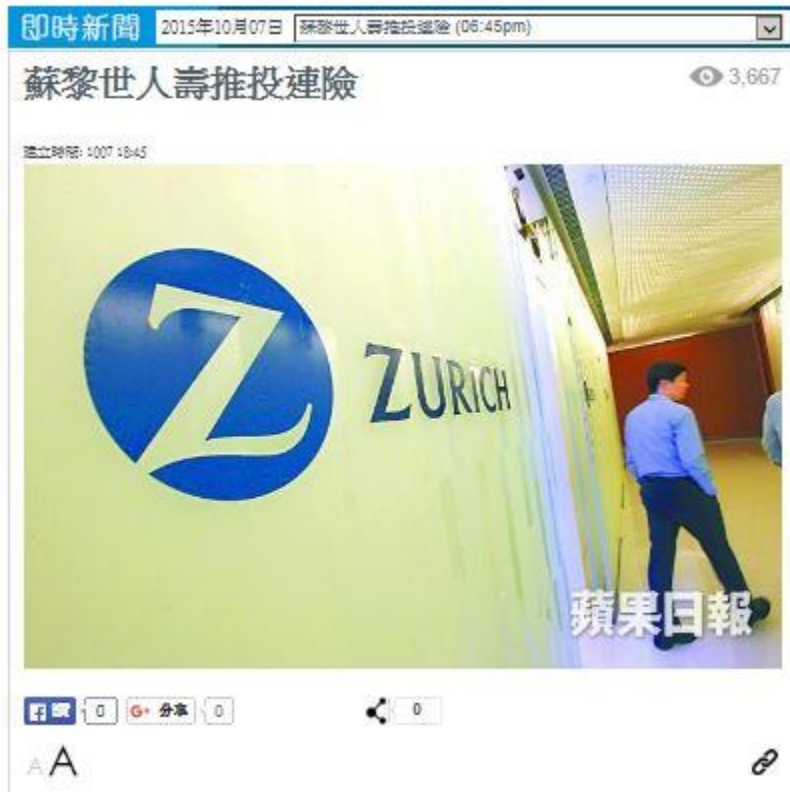 即時新聞 2015年10月07日 蘇黎世人壽推投連險 (06:45pm)
蘇黎世人壽推投連險 3,667
建立時間: 1007 18:45
Z ZURICH
蘋果日報
讚 0 G+ 分享 0 0
A A